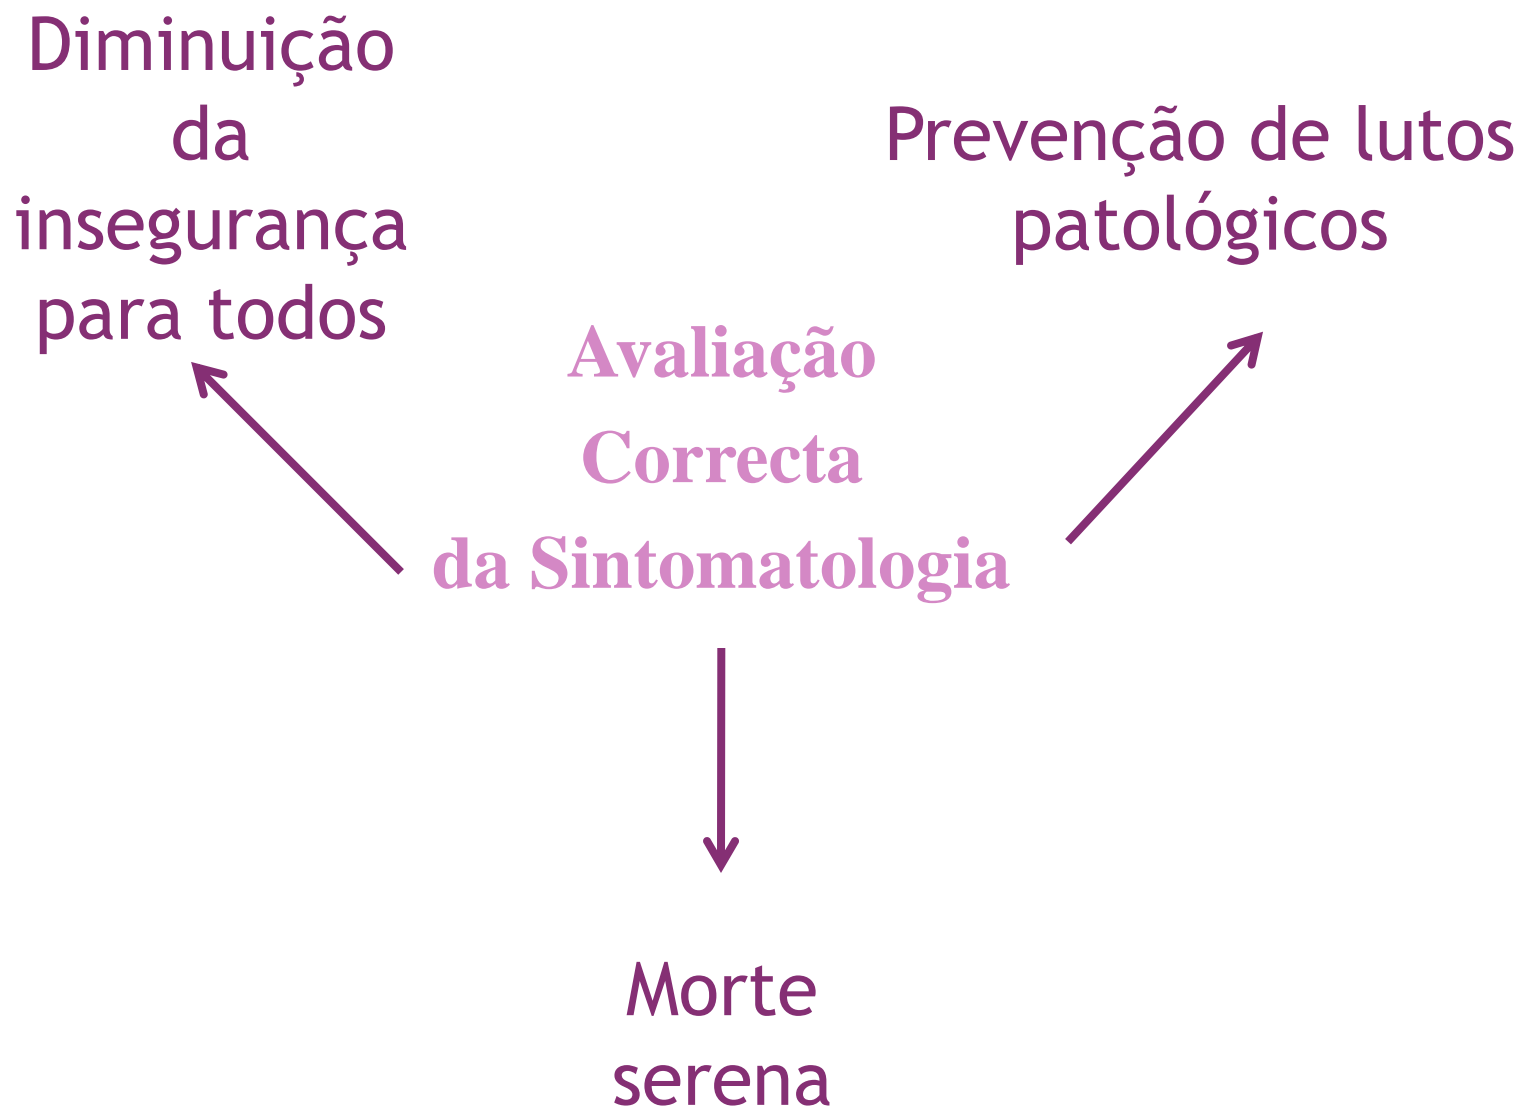 Diminuição
da
insegurança
para todos
Prevenção de lutos
patológicos
Avaliação
Correcta
da Sintomatologia
Morte
serena